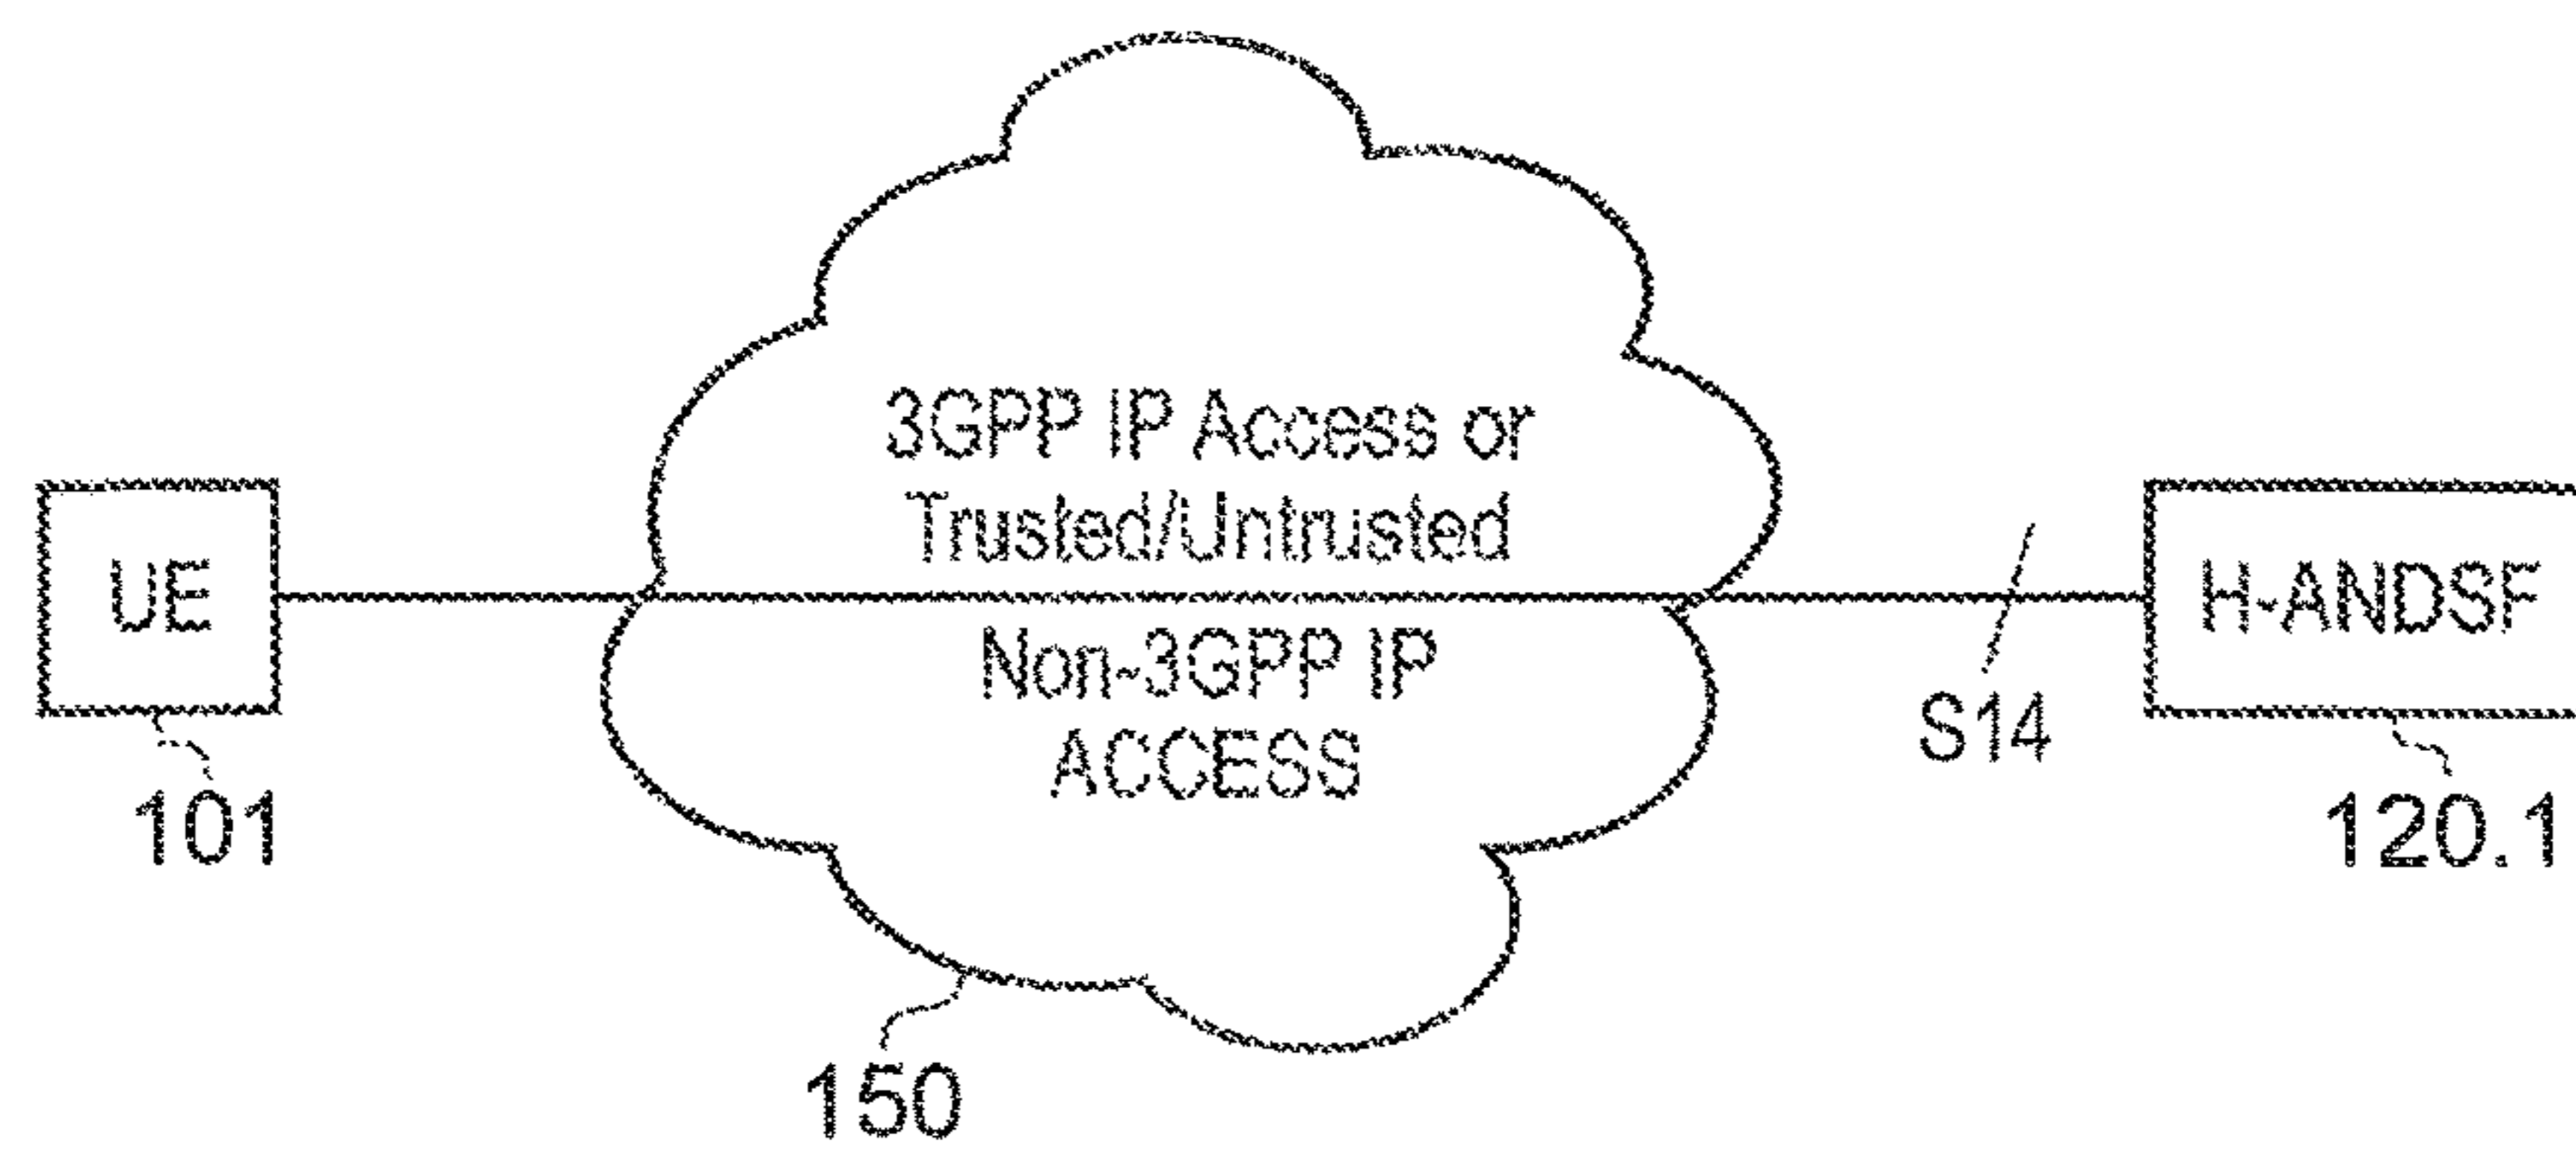 3GPP IP Access or
Trusted/Untrusted
UE
H-ANDSF
Non-3GPP IP
ACCESS
S14
101
120.1
150